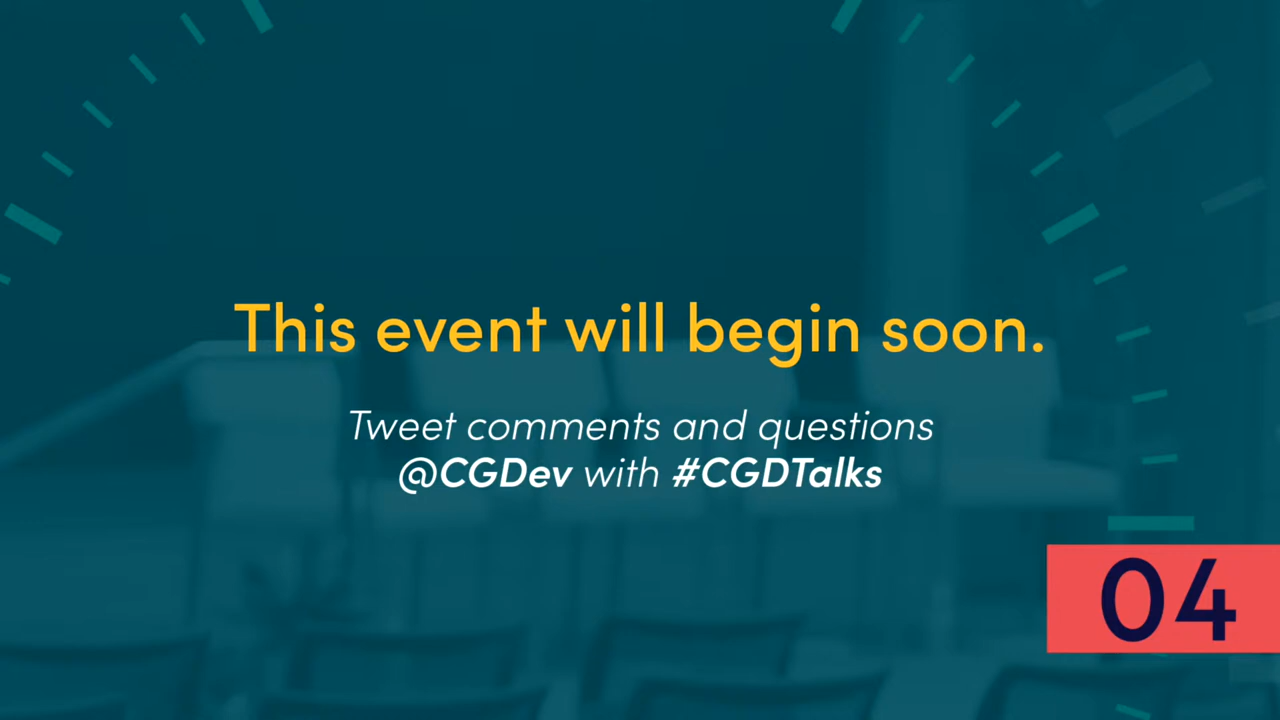 This event will begin soon.
Tweet comments and questions
@CGDev with #CGDTalks
04